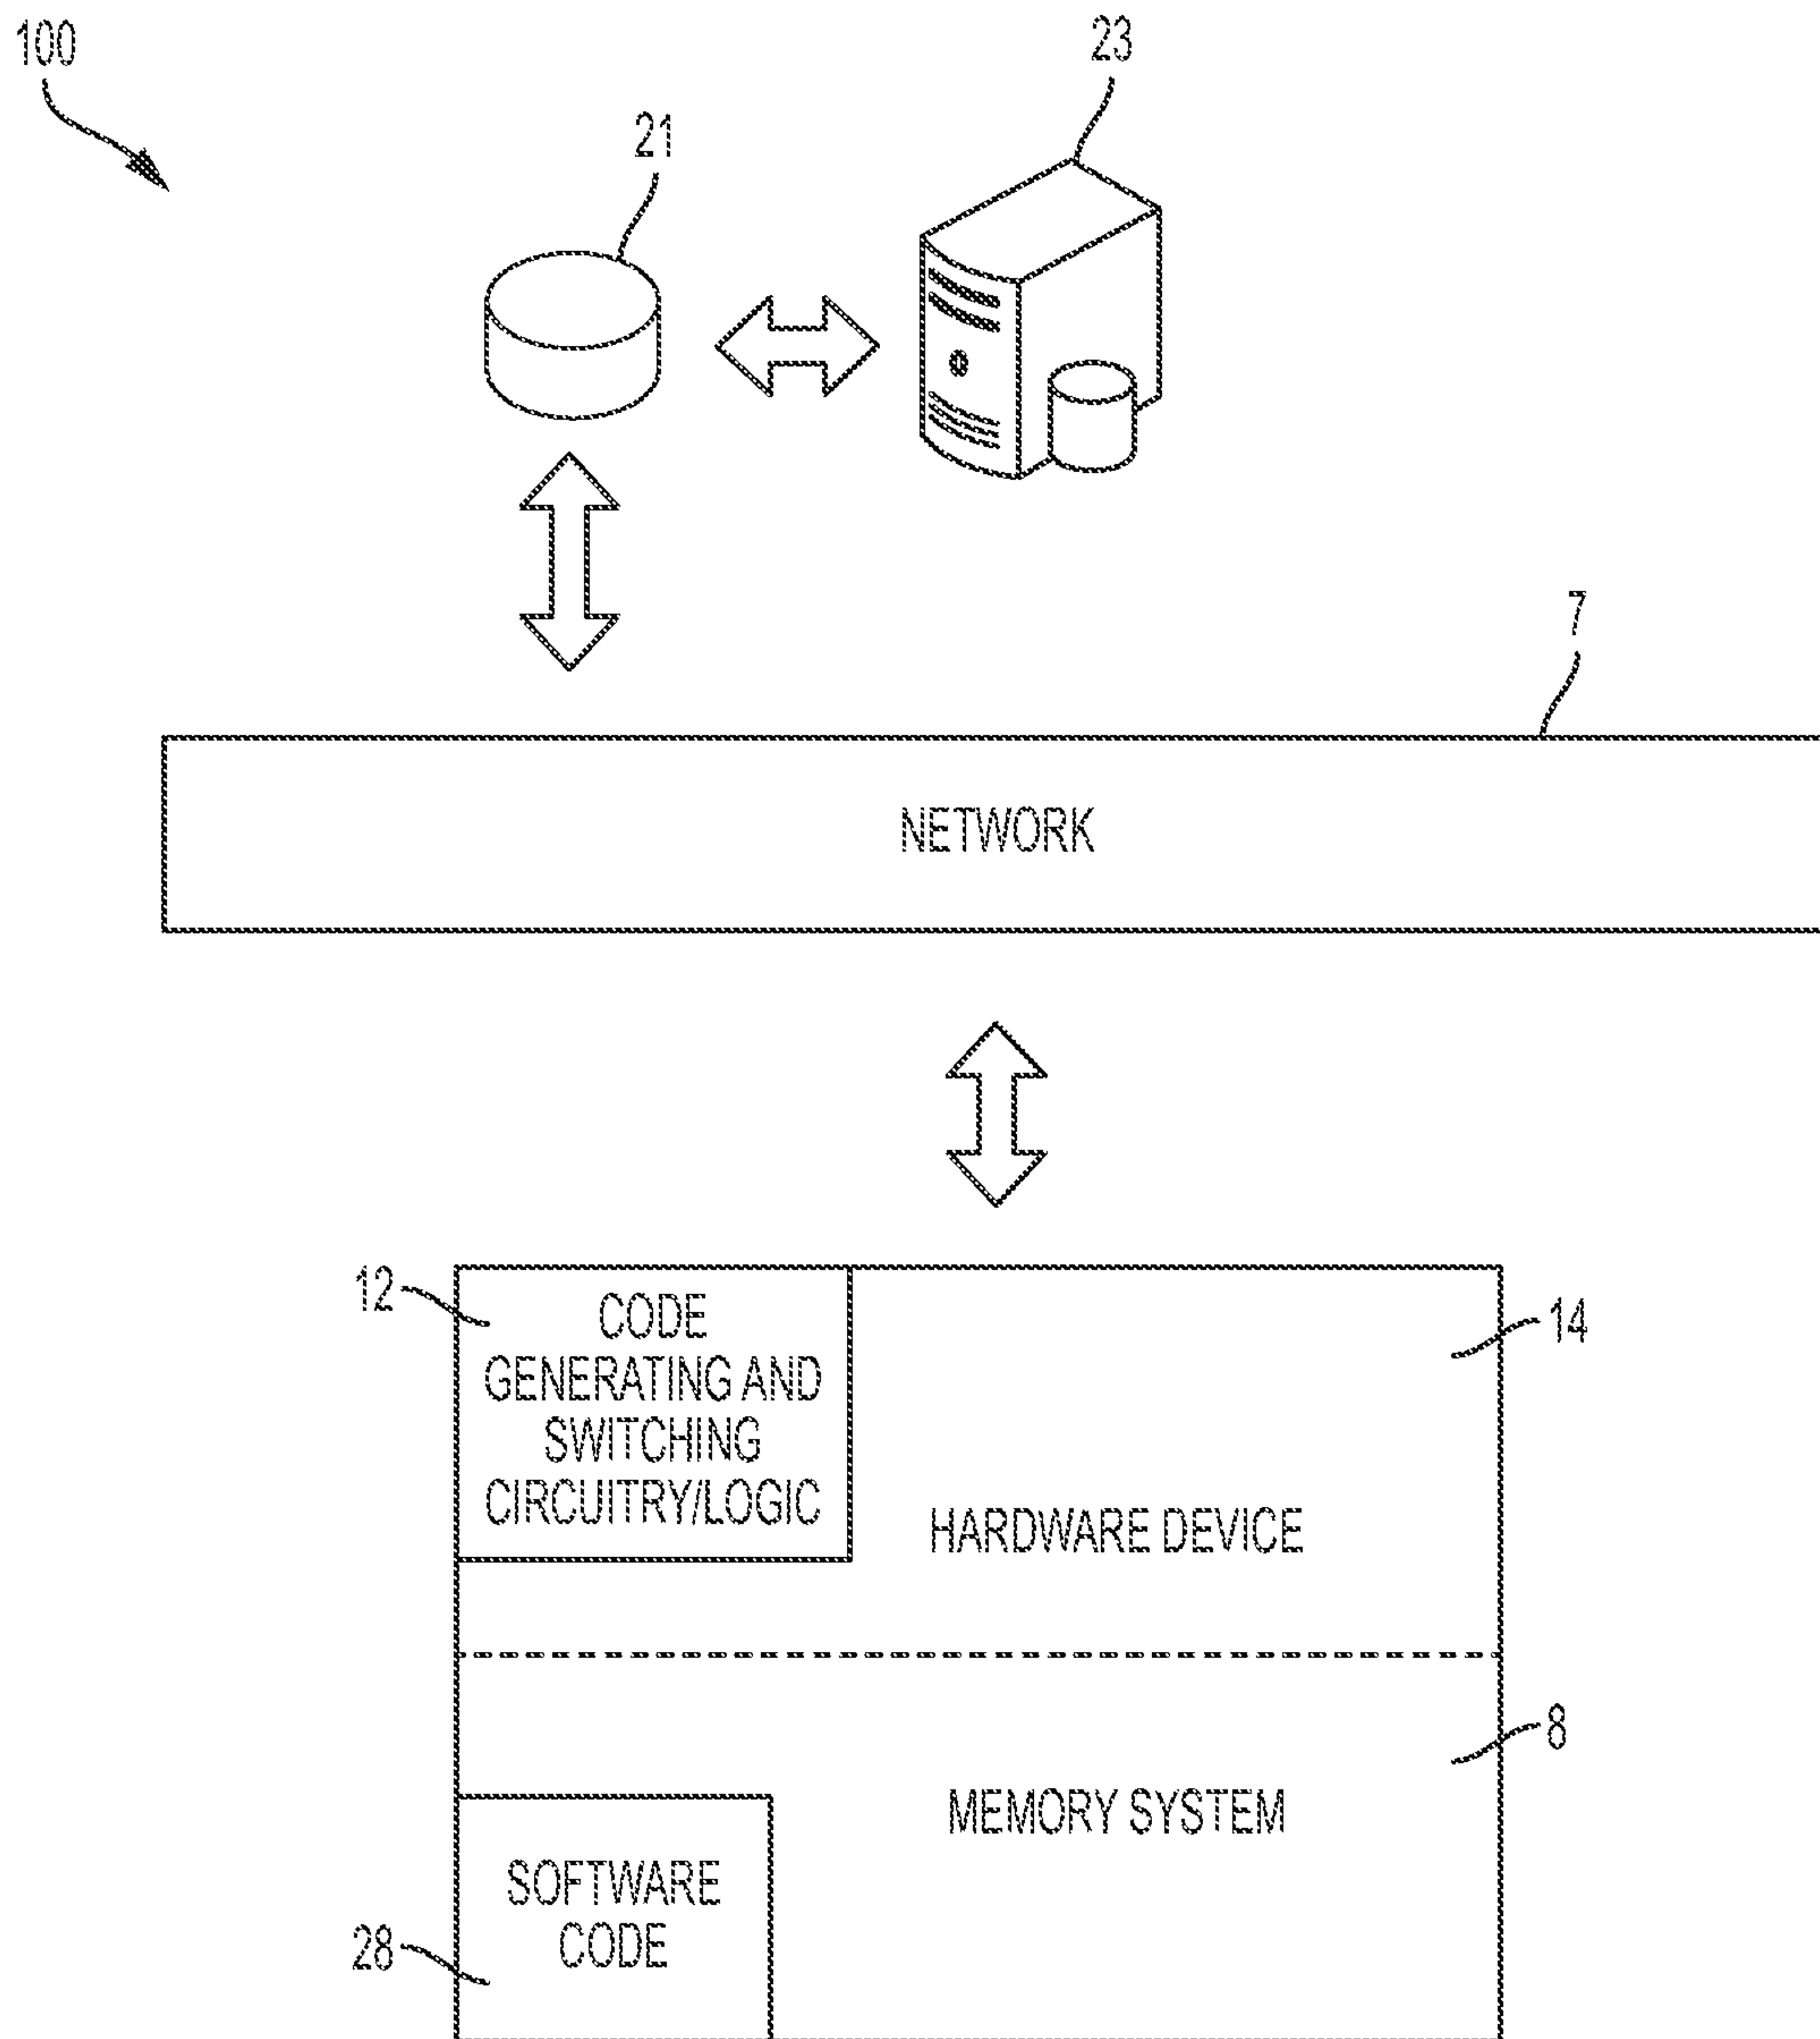 100
23
21
7
NETWORK
12
CODE
GENERATING AND
SWITCHING
CIRCUITRY/LOGIC
14
HARDWARE DEVICE
8
MEMORY SYSTEM
SOFTWARE
CODE
28